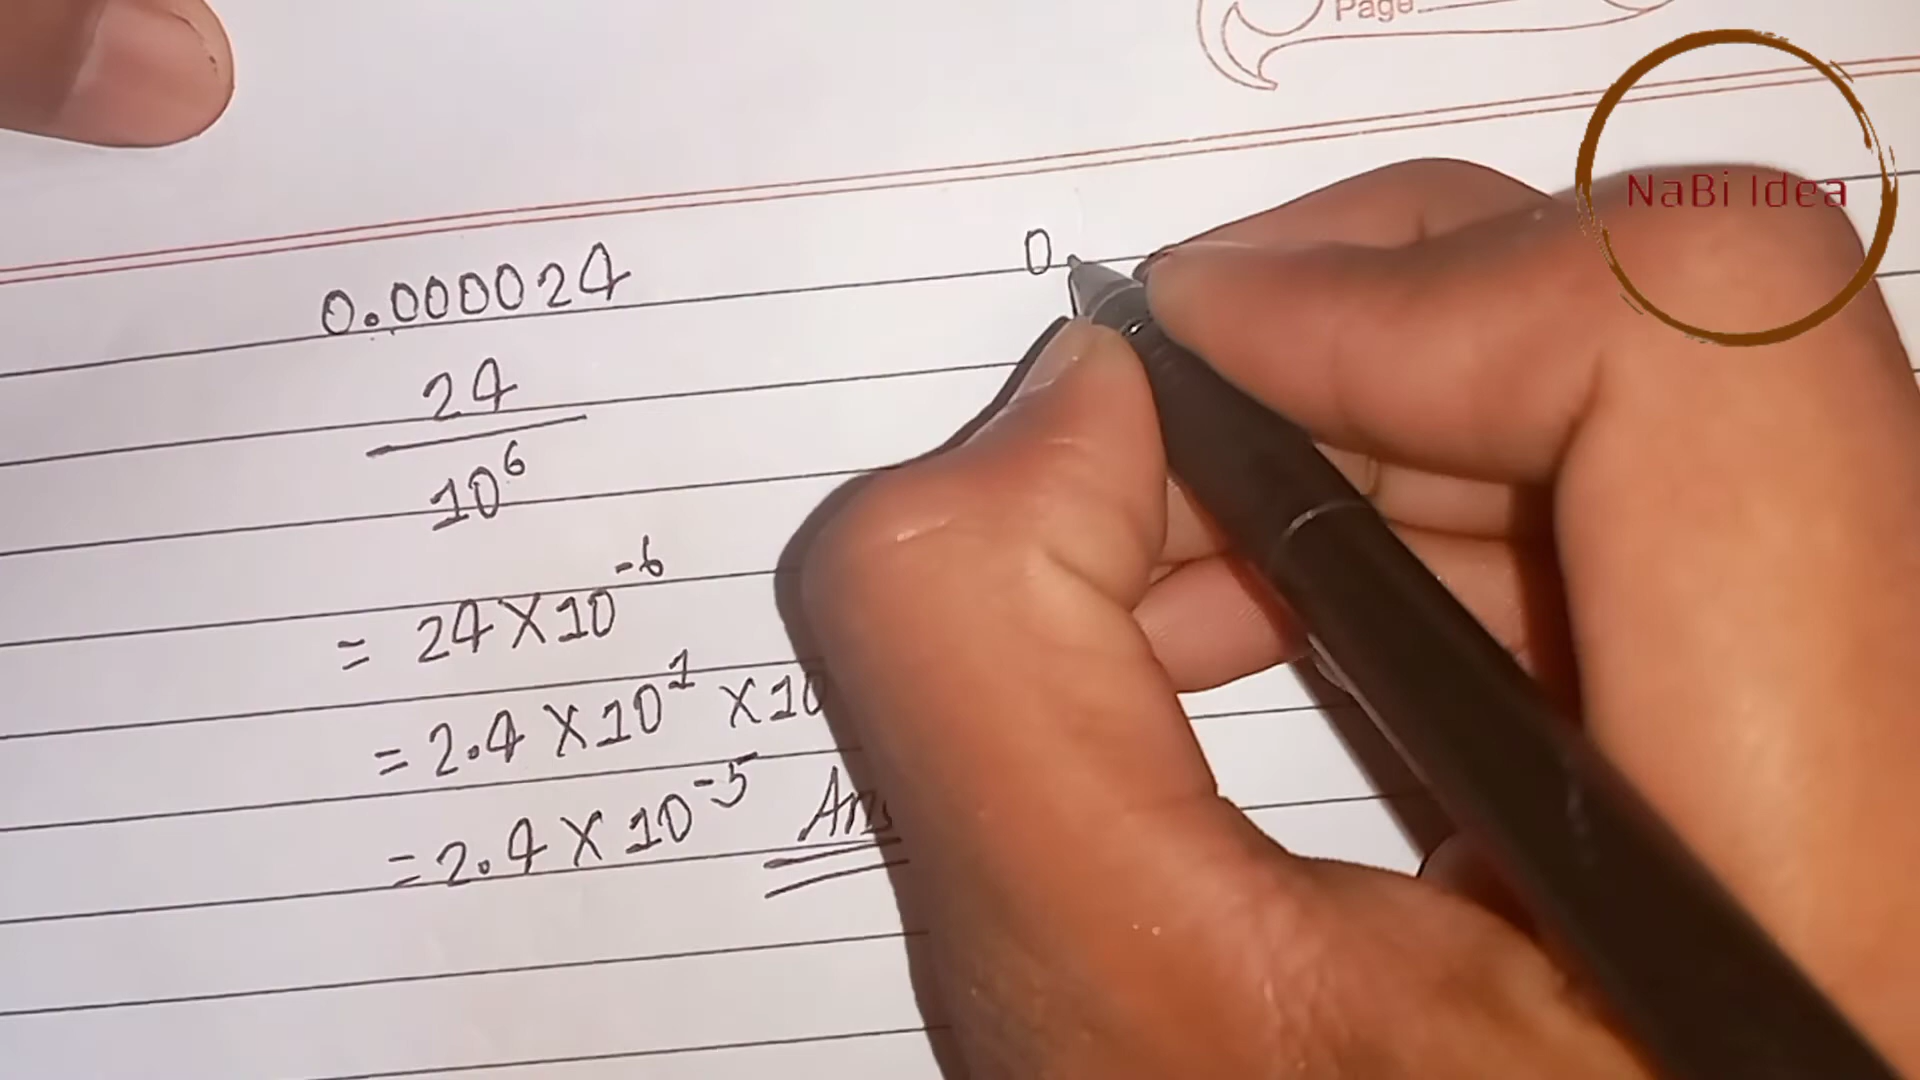 Page
NaBi Idea
0.000024
0
24
10⁶
= 24 X 10⁻⁶
= 2.4 X 10¹ X 10
= 2.4 X 10⁻⁵ Ans